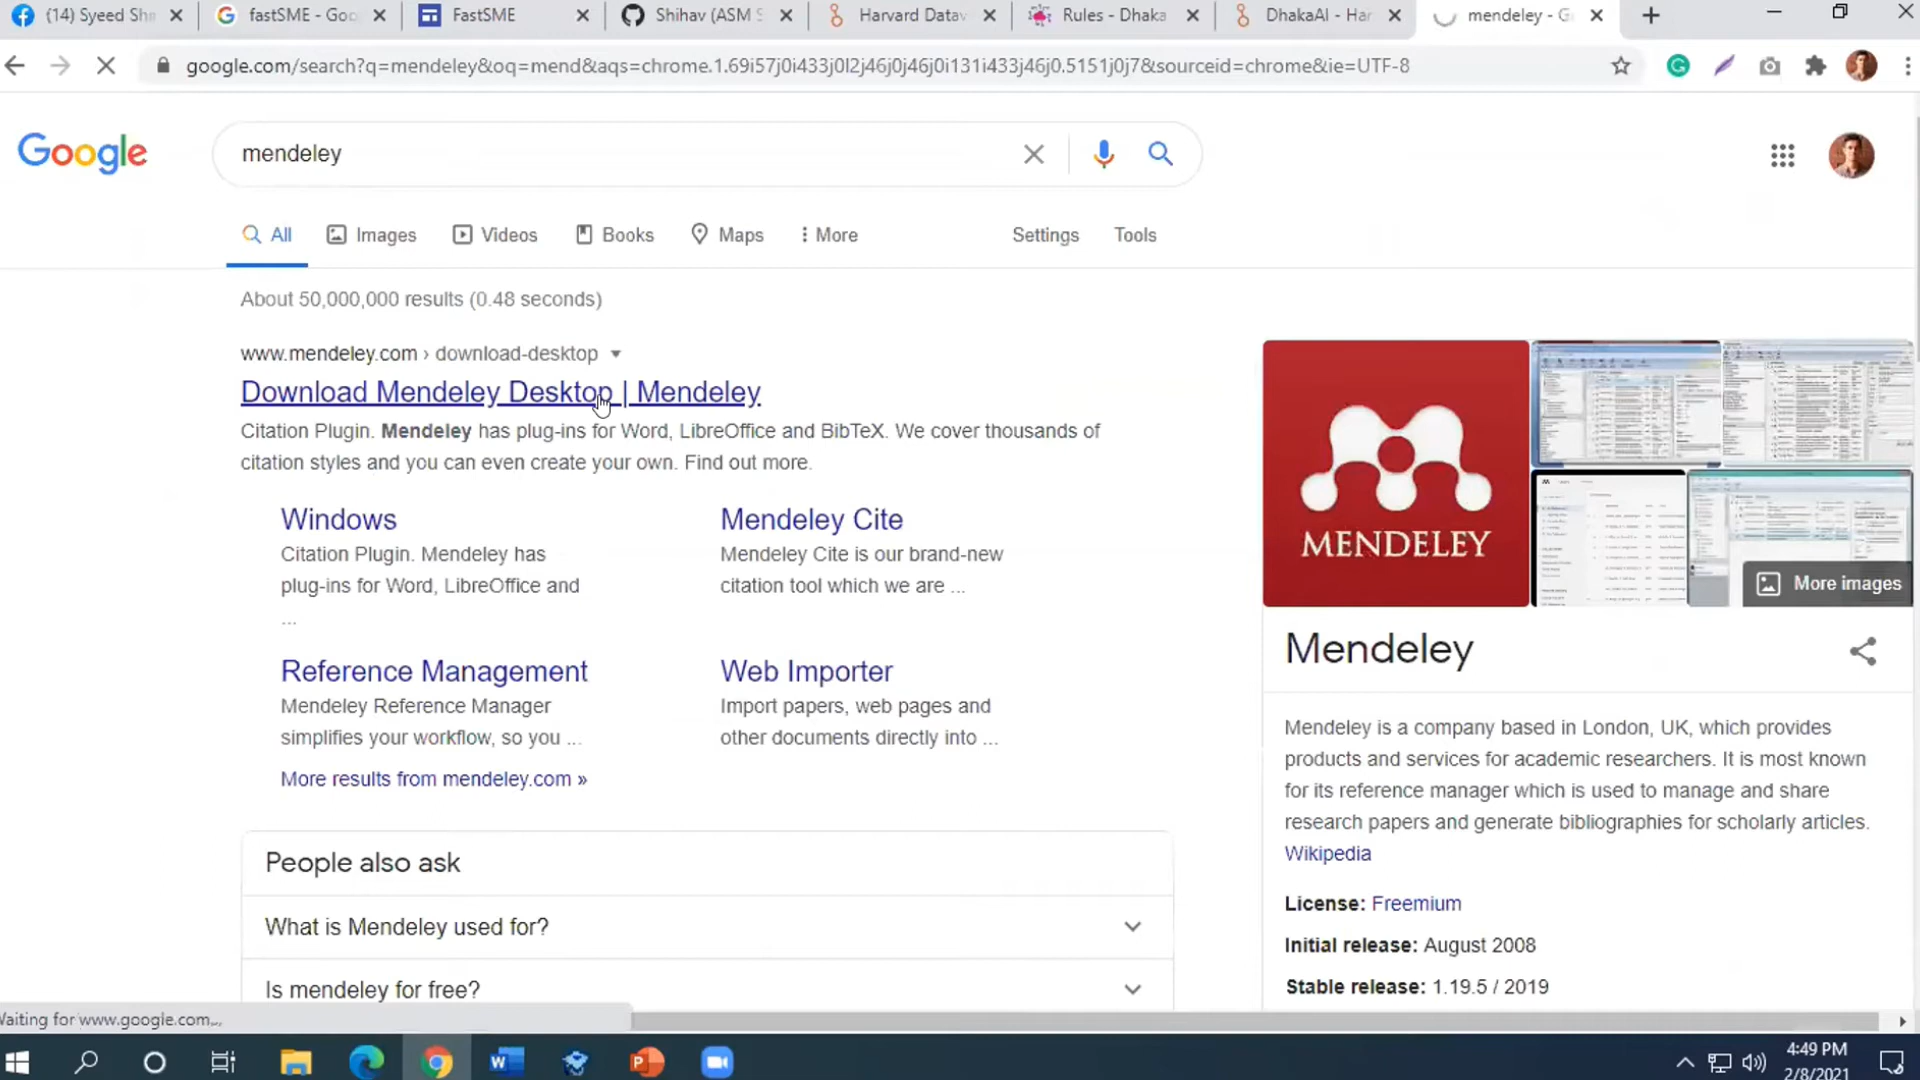 (14) Syeed Sh
fastSME - Goo
FastSME
Shihav (ASM S
Harvard Datav
Rules - Dhaka
DhakaAI - Har
mendeley - G
google.com/search?q=mendeley&oq=mend&aqs=chrome.1.69i57j0i433j0l2j46j0j46j0i131i433j46j0.5151j0j7&sourceid=chrome&ie=UTF-8
Google
mendeley
All
Images
Videos
Books
Maps
More
Settings
Tools
About 50,000,000 results (0.48 seconds)
www.mendeley.com › download-desktop
Download Mendeley Desktop | Mendeley
Citation Plugin. Mendeley has plug-ins for Word, LibreOffice and BibTeX. We cover thousands of
citation styles and you can even create your own. Find out more.
Windows
Citation Plugin. Mendeley has
plug-ins for Word, LibreOffice and
...
Mendeley Cite
Mendeley Cite is our brand-new
citation tool which we are ...
Reference Management
Mendeley Reference Manager
simplifies your workflow, so you ...
Web Importer
Import papers, web pages and
other documents directly into ...
More results from mendeley.com »
People also ask
What is Mendeley used for?
Is mendeley for free?
MENDELEY
More images
Mendeley
Mendeley is a company based in London, UK, which provides
products and services for academic researchers. It is most known
for its reference manager which is used to manage and share
research papers and generate bibliographies for scholarly articles.
Wikipedia
License: Freemium
Initial release: August 2008
Stable release: 1.19.5 / 2019
Waiting for www.google.com...
4:49 PM
2/8/2021